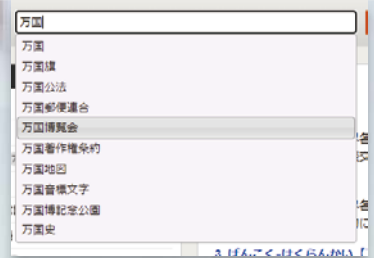 万国
万国
万国旗
万国公法
万国郵便連合
万国博覧会
万国著作権条約
万国地図
万国音標文字
万国博記念公園
万国史